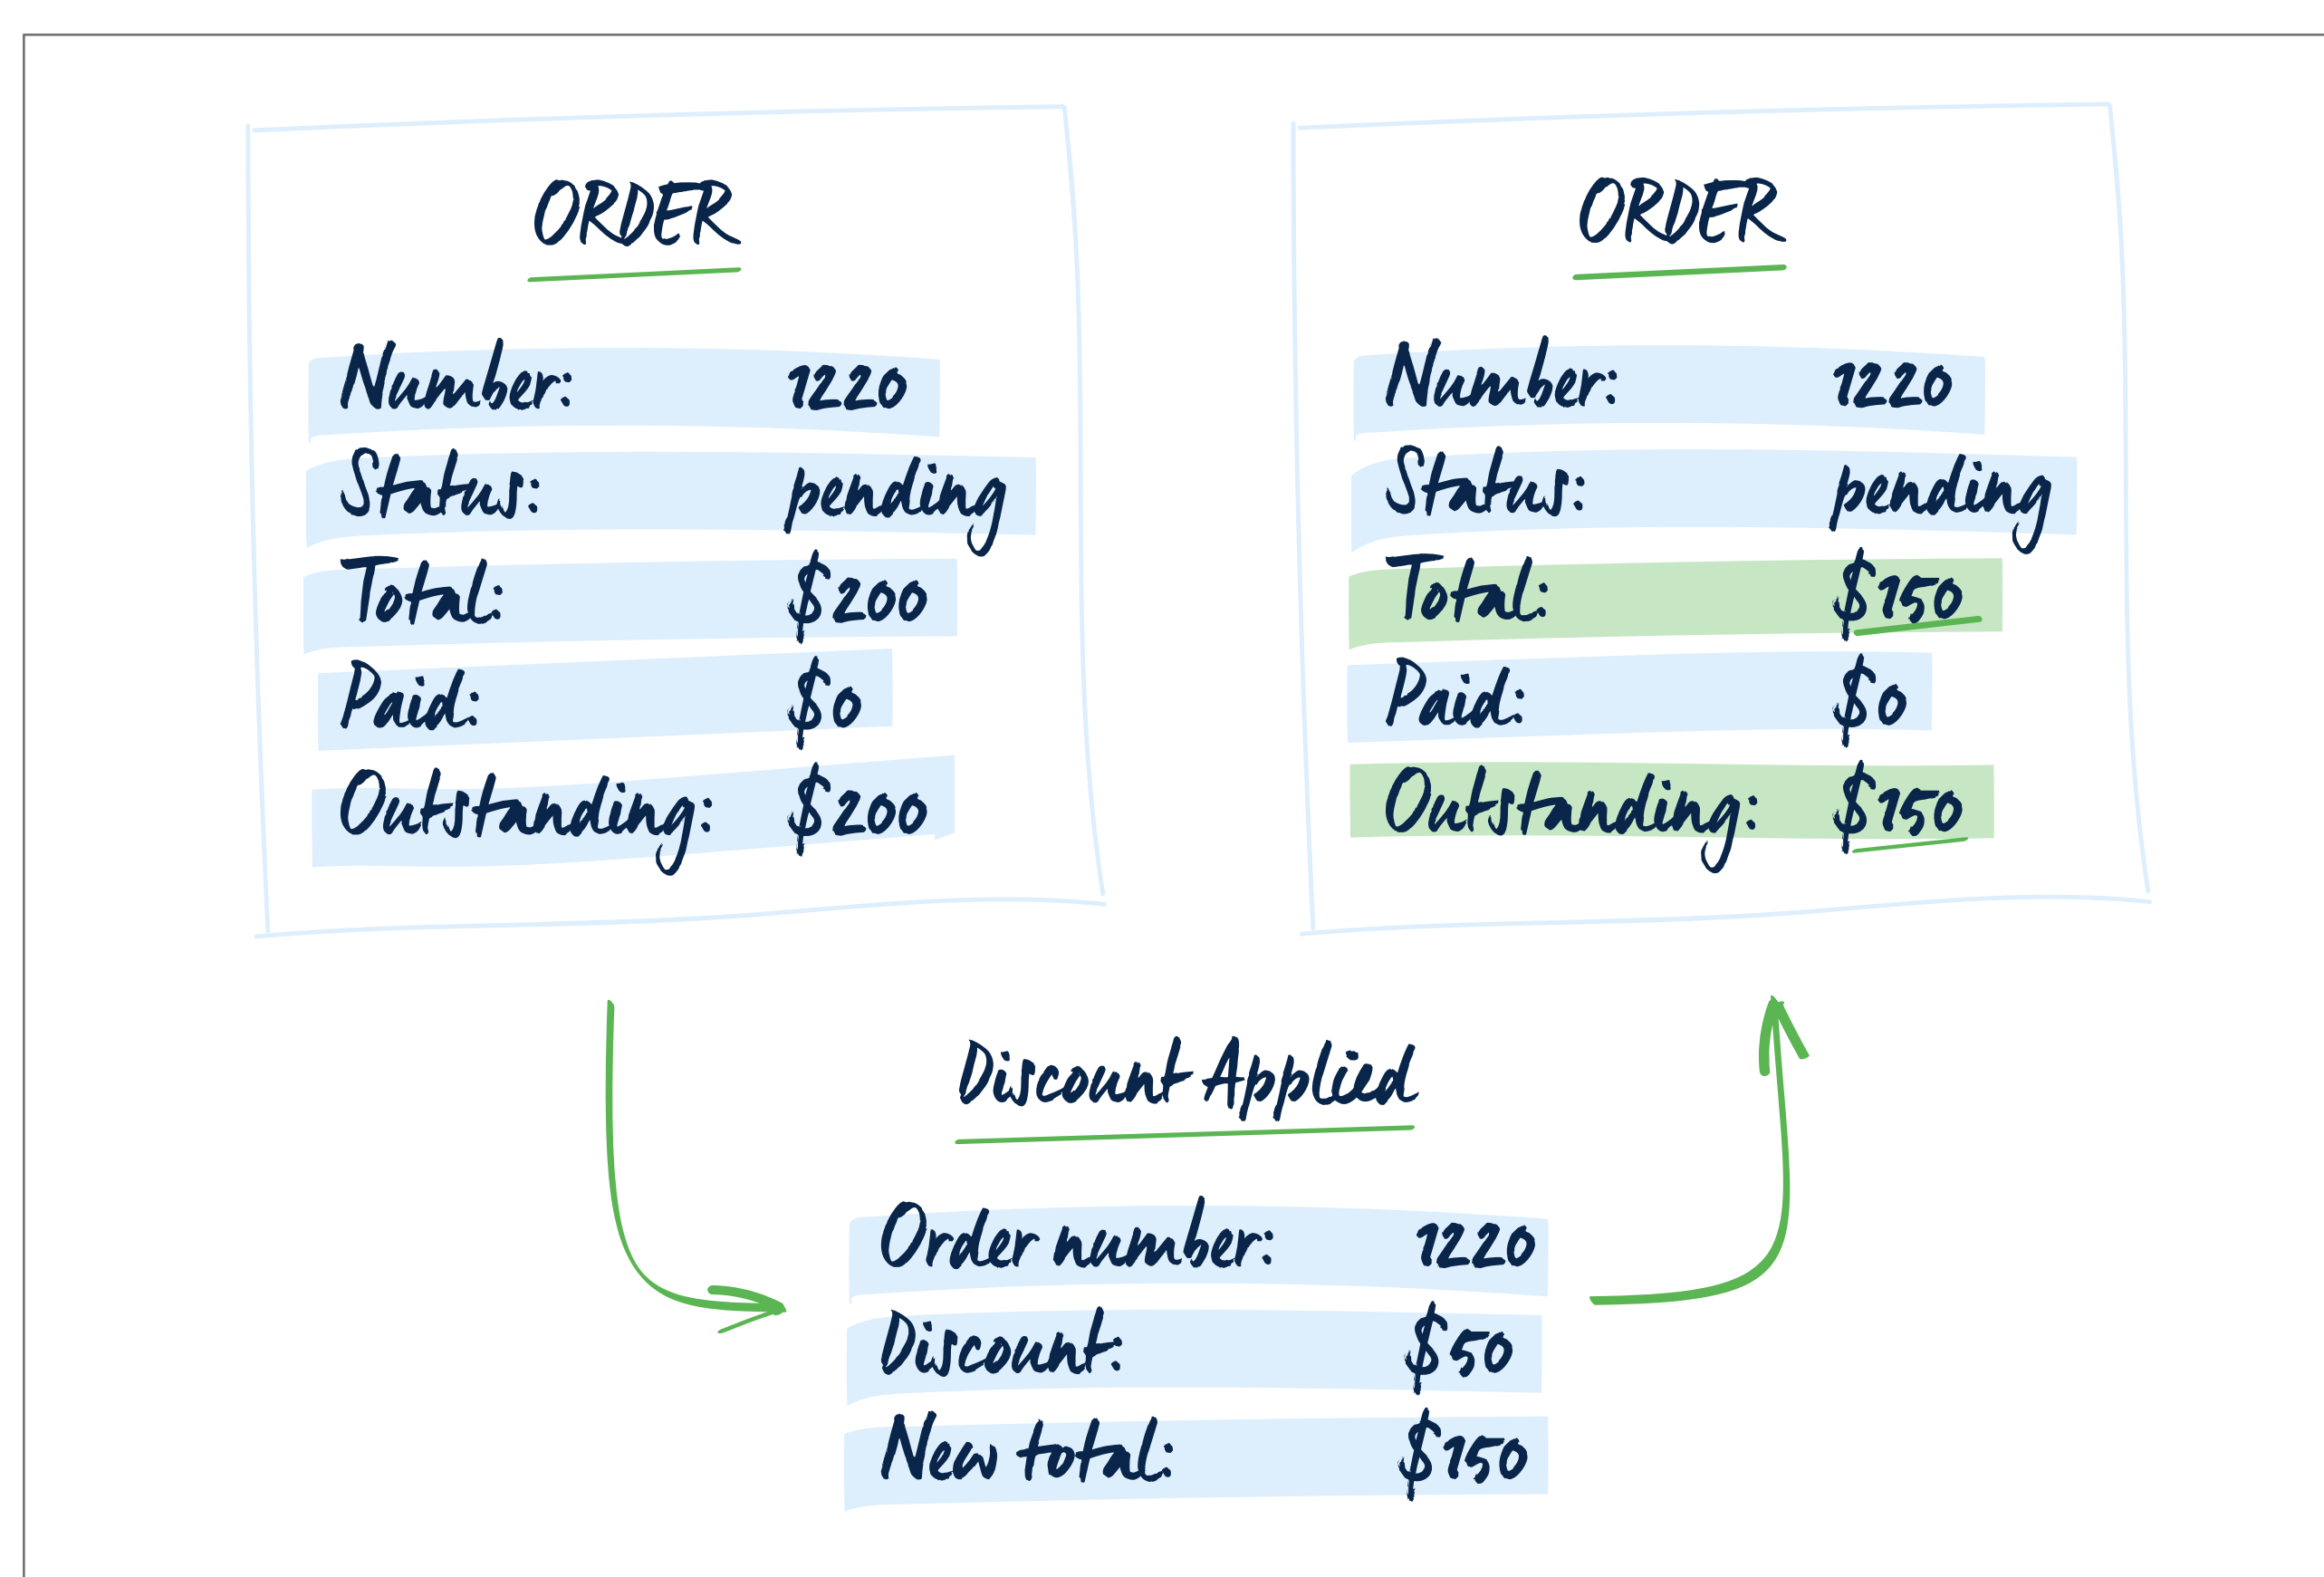 ORDER
Number: 1220
Status: pending
Total: $200
Paid: $0
Outstanding: $200
ORDER
Number: 1220
Status: pending
Total: $150
Paid: $0
Outstanding: $150
Discount Applied
Order number: 1220
Discount: $50
New total: $150